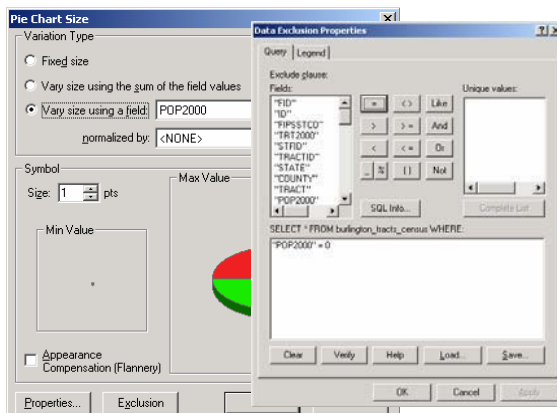 Pie Chart Size
Variation Type
Fixed size
Vary size using the sum of the field values
Vary size using a field: POP2000
normalized by: <NONE>
Symbol
Size: 1 pts
Max Value
Min Value
Appearance
Compensation (Flannery)
Properties...
Exclusion
Data Exclusion Properties
Query Legend
Exclude clause:
Fields:
Unique values:
"FID"
"ID"
"FIPSSTCO"
"TRT2000"
"STFID"
"TRACTID"
"STATE"
"COUNTY"
"TRACT"
"POP2000"
= <> Like
> >= And
< <= Or
_ % () Not
SQL Info...
Complete List
SELECT * FROM burlington_tracts_census WHERE:
"POP2000" = 0
Clear Verify Help Load... Save...
OK Cancel Apply